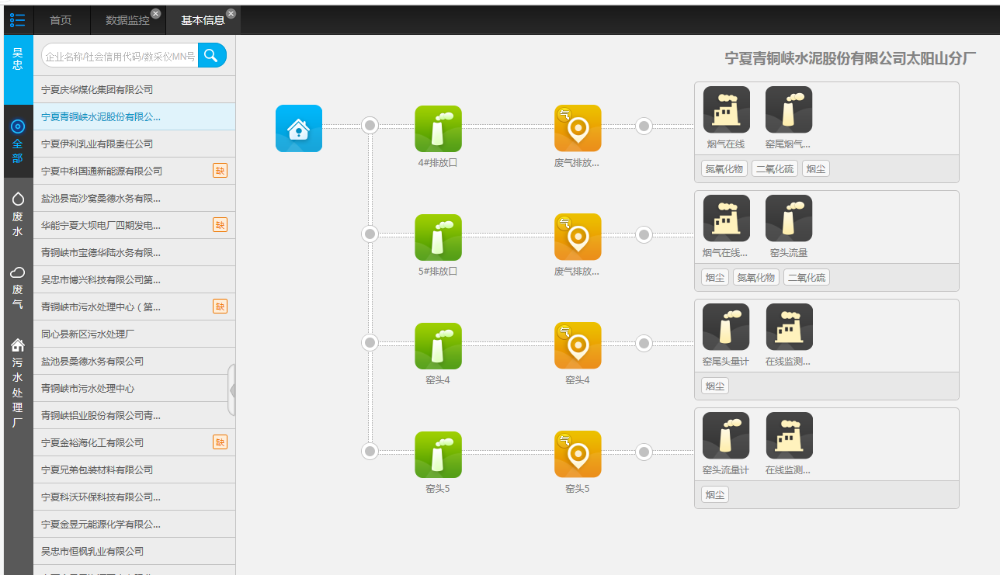 首页
数据监控
基本信息
吴忠
全部
废水
废气
污水处理厂
企业名称/社会信用代码/数采仪MN号
宁夏庆华煤化集团有限公司
宁夏青铜峡水泥股份有限公...
宁夏伊利乳业有限责任公司
宁夏中科国通新能源有限公司 缺
盐池县高沙窝桑德水务有限...
华能宁夏大坝电厂四期发电... 缺
青铜峡市宝德华陆水务有限...
吴忠市博兴科技有限公司第...
青铜峡市污水处理中心（第... 缺
同心县新区污水处理厂
盐池县桑德水务有限公司
青铜峡市污水处理中心
青铜峡铝业股份有限公司青...
宁夏金裕海化工有限公司 缺
宁夏兄弟包装材料有限公司
宁夏科沃环保科技有限公司...
宁夏金昱元能源化学有限公...
吴忠市恒枫乳业有限公司
宁夏青铜峡水泥股份有限公司太阳山分厂
气
4#排放口
废气排放...
烟气在线
窑尾烟气...
氮氧化物 二氧化硫 烟尘
气
5#排放口
废气排放...
烟气在线...
窑头流量
烟尘 氮氧化物 二氧化硫
气
窑头4
窑头4
窑尾头量计
在线监测...
烟尘
气
窑头5
窑头5
窑头流量计
在线监测...
烟尘